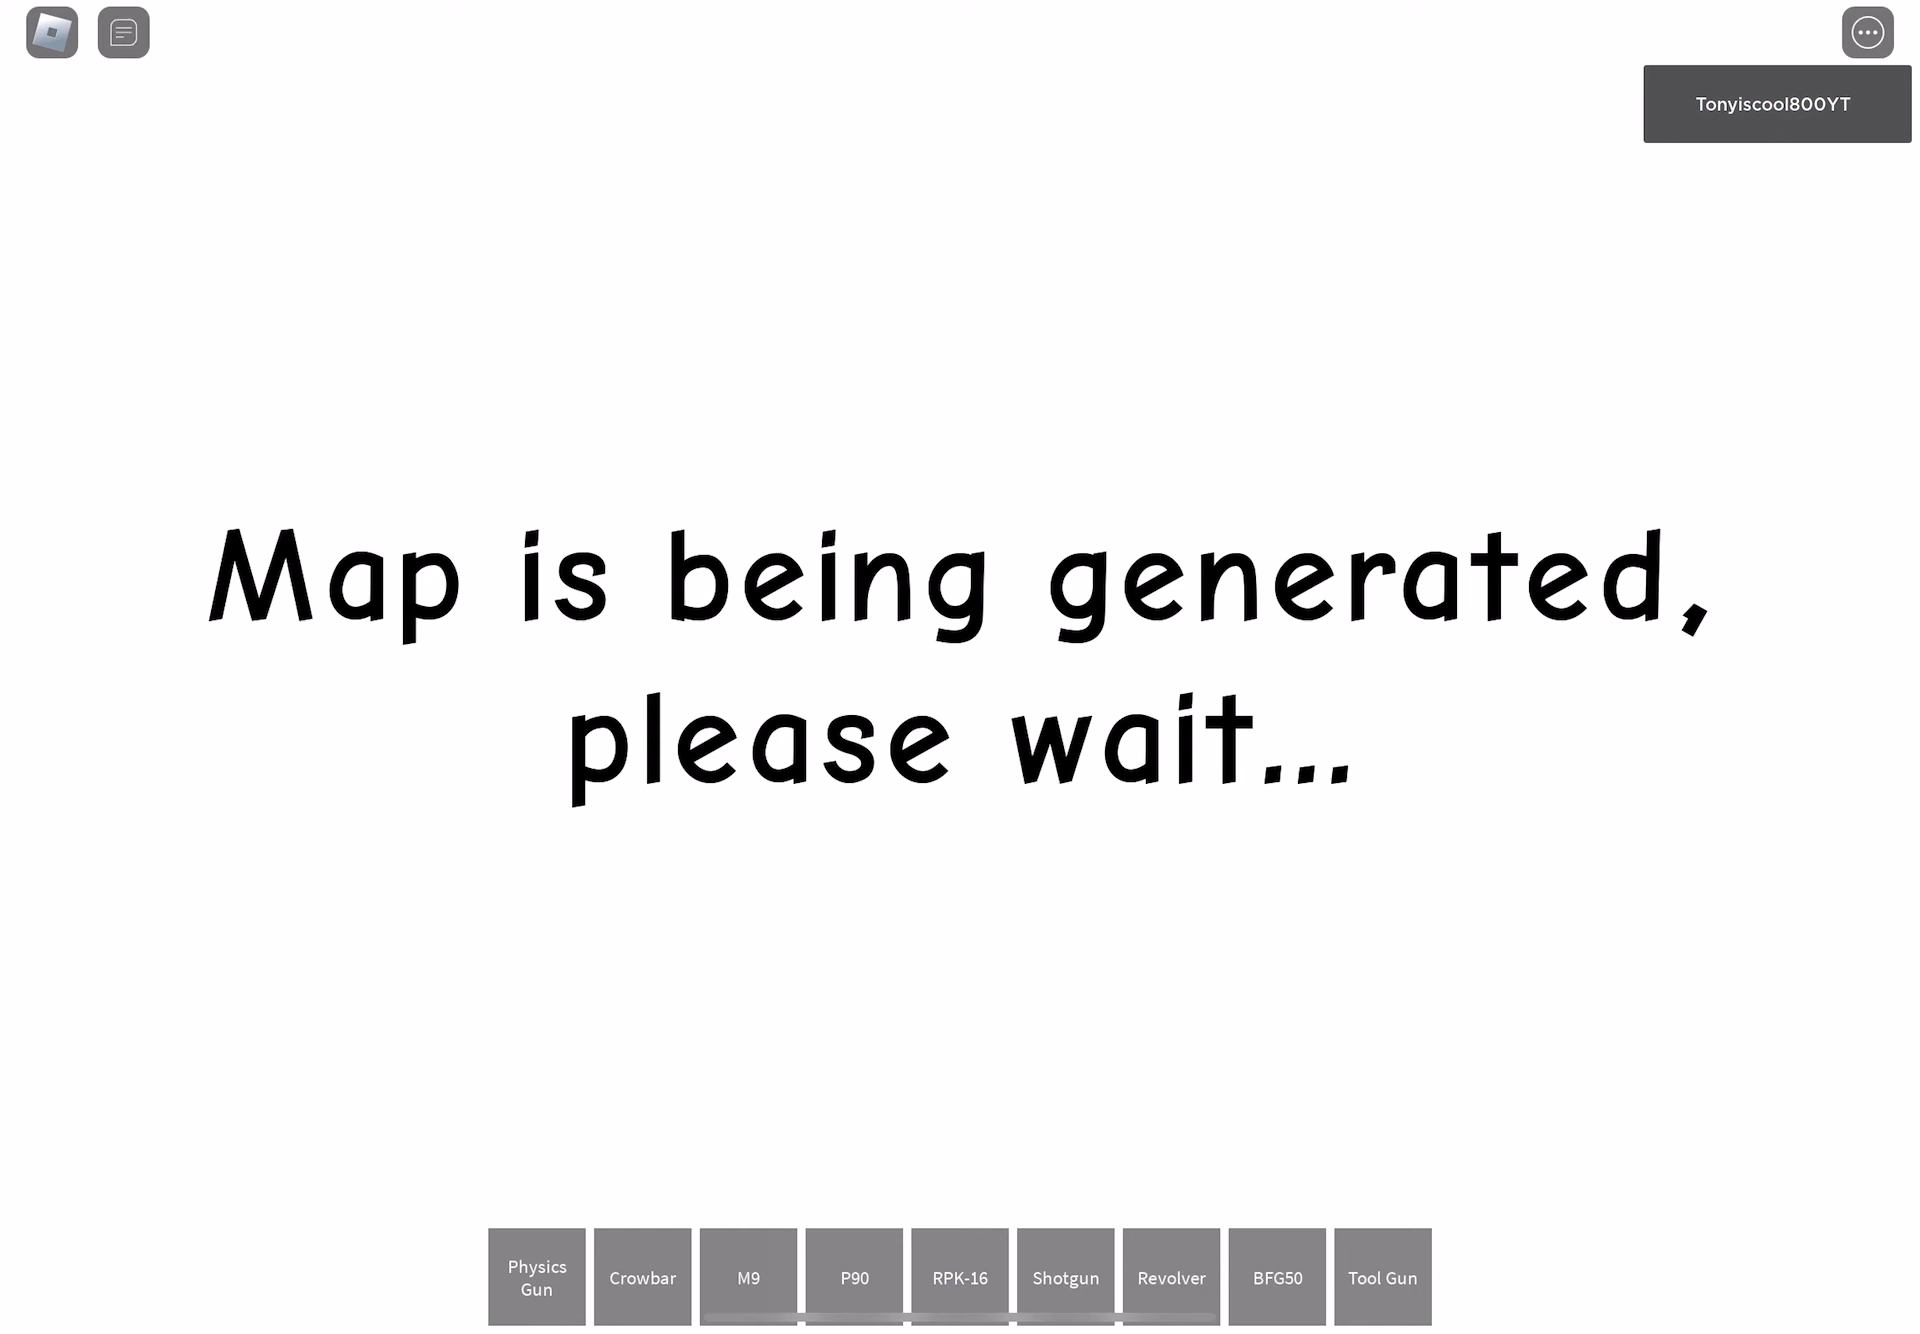 Tonyiscool800YT
Map is being generated,
please wait...
Physics
Gun
Crowbar
M9
P90
RPK-16
Shotgun
Revolver
BFG50
Tool Gun